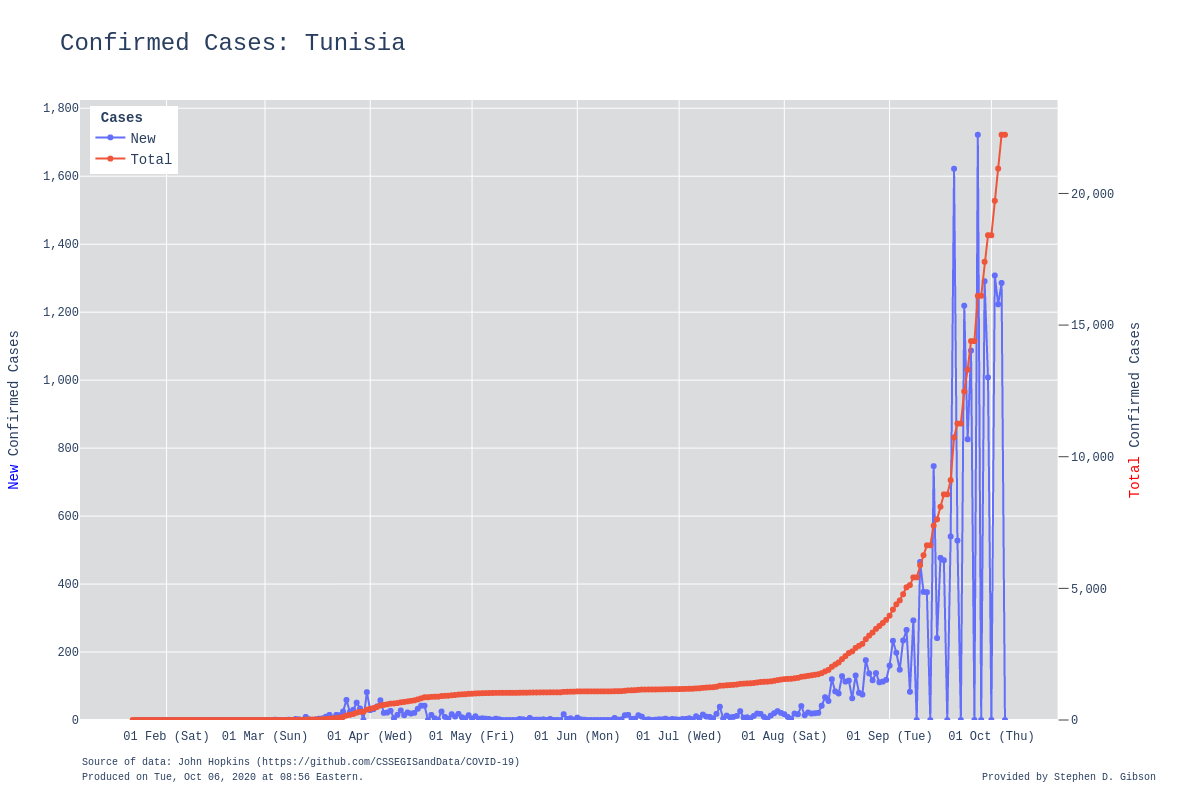 Confirmed Cases: Tunisia
Cases
New
Total
1,800
1,600
1,400
1,200
1,000
800
600
400
200
0
New Confirmed Cases
20,000
15,000
10,000
5,000
0
Total Confirmed Cases
01 Feb (Sat) 01 Mar (Sun) 01 Apr (Wed) 01 May (Fri) 01 Jun (Mon) 01 Jul (Wed) 01 Aug (Sat) 01 Sep (Tue) 01 Oct (Thu)
Source of data: John Hopkins (https://github.com/CSSEGISandData/COVID-19)
Produced on Tue, Oct 06, 2020 at 08:56 Eastern.
Provided by Stephen D. Gibson